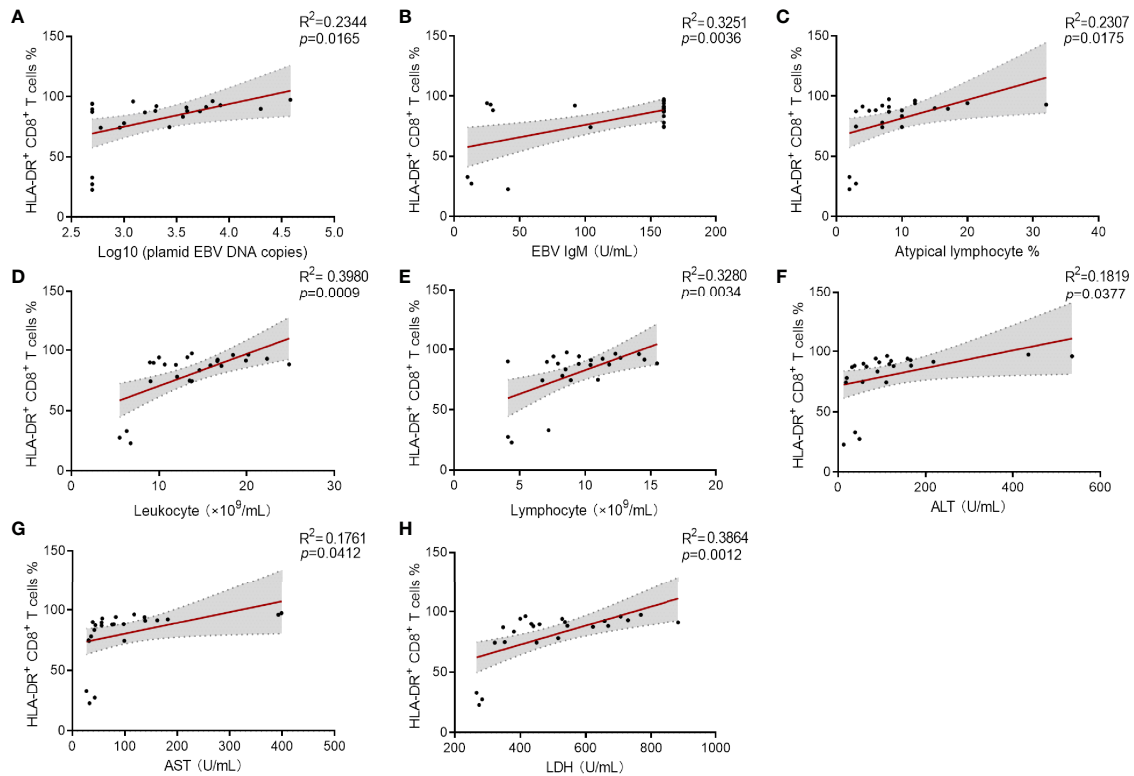 A
R²=0.2344
p=0.0165
HLA-DR⁺ CD8⁺ T cells %
150
100
50
0
2.5 3.0 3.5 4.0 4.5 5.0
Log10 (plamid EBV DNA copies)
B
R²=0.3251
p=0.0036
HLA-DR⁺ CD8⁺ T cells %
150
100
50
0
0 50 100 150 200
EBV IgM (U/mL)
C
R²=0.2307
p=0.0175
HLA-DR⁺ CD8⁺ T cells %
150
100
50
0
0 10 20 30 40
Atypical lymphocyte %
D
R²= 0.3980
p=0.0009
HLA-DR⁺ CD8⁺ T cells %
150
100
50
0
0 10 20 30
Leukocyte (×10⁹/mL)
E
R²= 0.3280
p=0.0034
HLA-DR⁺ CD8⁺ T cells %
150
100
50
0
0 5 10 15 20
Lymphocyte (×10⁹/mL)
F
R²=0.1819
p=0.0377
HLA-DR⁺ CD8⁺ T cells %
150
100
50
0
0 200 400 600
ALT (U/mL)
G
R²=0.1761
p=0.0412
HLA-DR⁺ CD8⁺ T cells %
150
100
50
0
0 100 200 300 400 500
AST (U/mL)
H
R²=0.3864
p=0.0012
HLA-DR⁺ CD8⁺ T cells %
150
100
50
0
200 400 600 800 1000
LDH (U/mL)